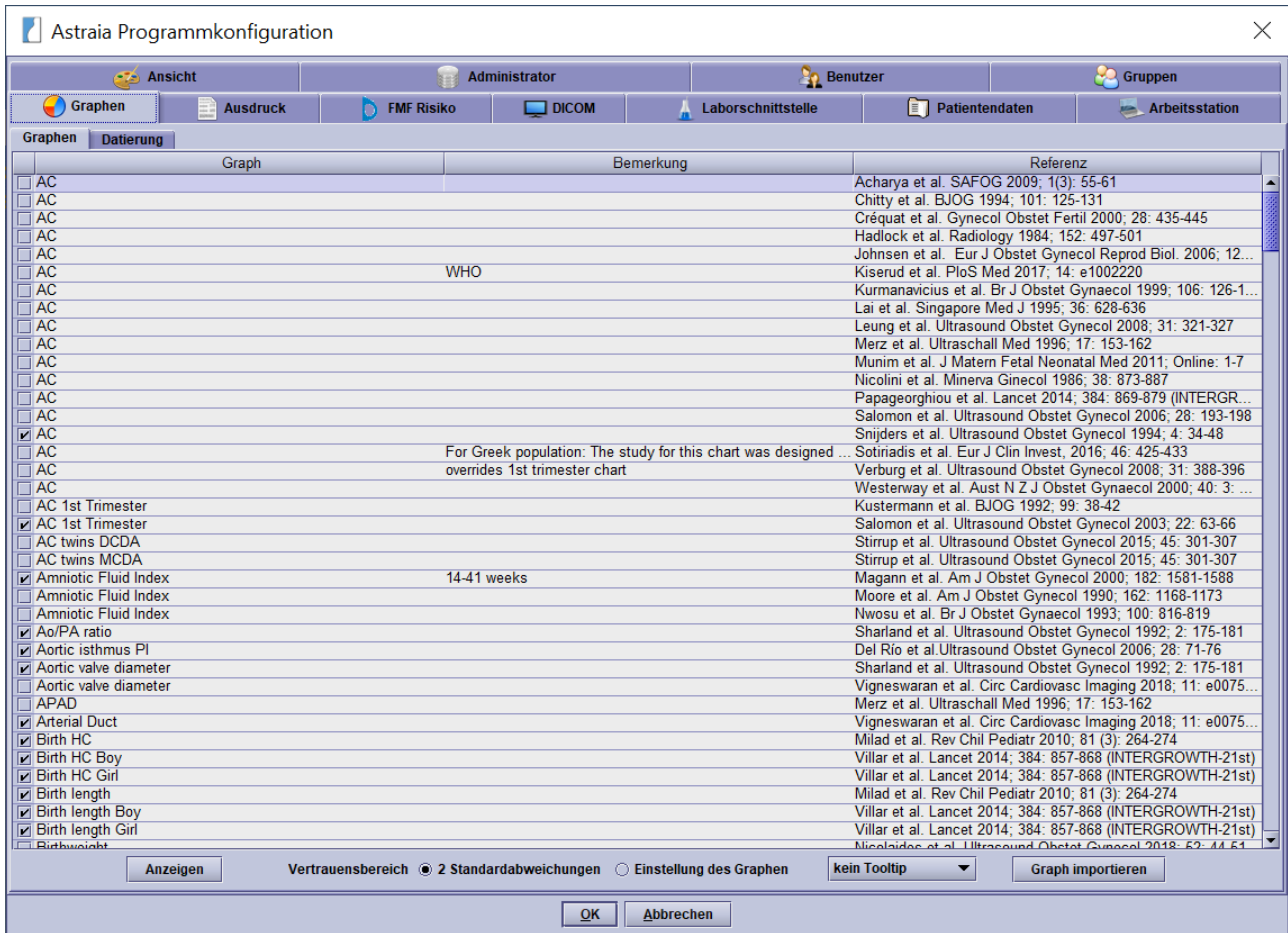 Astraia Programmkonfiguration
Ansicht Administrator Benutzer Gruppen
Graphen Ausdruck FMF Risiko DICOM Laborschnittstelle Patientendaten Arbeitsstation
Graphen Datierung
Graph Bemerkung Referenz
AC Acharya et al. SAFOG 2009; 1(3): 55-61
AC Chitty et al. BJOG 1994; 101: 125-131
AC Créquat et al. Gynecol Obstet Fertil 2000; 28: 435-445
AC Hadlock et al. Radiology 1984; 152: 497-501
AC Johnsen et al. Eur J Obstet Gynecol Reprod Biol. 2006; 12...
AC WHO Kiserud et al. PloS Med 2017; 14: e1002220
AC Kurmanavicius et al. Br J Obstet Gynaecol 1999; 106: 126-1...
AC Lai et al. Singapore Med J 1995; 36: 628-636
AC Leung et al. Ultrasound Obstet Gynecol 2008; 31: 321-327
AC Merz et al. Ultraschall Med 1996; 17: 153-162
AC Munim et al. J Matern Fetal Neonatal Med 2011; Online: 1-7
AC Nicolini et al. Minerva Ginecol 1986; 38: 873-887
AC Papageorghiou et al. Lancet 2014; 384: 869-879 (INTERGR...
AC Salomon et al. Ultrasound Obstet Gynecol 2006; 28: 193-198
AC Snijders et al. Ultrasound Obstet Gynecol 1994; 4: 34-48
AC For Greek population: The study for this chart was designed ... Sotiriadis et al. Eur J Clin Invest, 2016; 46: 425-433
AC overrides 1st trimester chart Verburg et al. Ultrasound Obstet Gynecol 2008; 31: 388-396
AC Westerway et al. Aust N Z J Obstet Gynaecol 2000; 40: 3: ...
AC 1st Trimester Kustermann et al. BJOG 1992; 99: 38-42
AC 1st Trimester Salomon et al. Ultrasound Obstet Gynecol 2003; 22: 63-66
AC twins DCDA Stirrup et al. Ultrasound Obstet Gynecol 2015; 45: 301-307
AC twins MCDA Stirrup et al. Ultrasound Obstet Gynecol 2015; 45: 301-307
Amniotic Fluid Index 14-41 weeks Magann et al. Am J Obstet Gynecol 2000; 182: 1581-1588
Amniotic Fluid Index Moore et al. Am J Obstet Gynecol 1990; 162: 1168-1173
Amniotic Fluid Index Nwosu et al. Br J Obstet Gynaecol 1993; 100: 816-819
Ao/PA ratio Sharland et al. Ultrasound Obstet Gynecol 1992; 2: 175-181
Aortic isthmus PI Del Río et al.Ultrasound Obstet Gynecol 2006; 28: 71-76
Aortic valve diameter Sharland et al. Ultrasound Obstet Gynecol 1992; 2: 175-181
Aortic valve diameter Vigneswaran et al. Circ Cardiovasc Imaging 2018; 11: e0075...
APAD Merz et al. Ultraschall Med 1996; 17: 153-162
Arterial Duct Vigneswaran et al. Circ Cardiovasc Imaging 2018; 11: e0075...
Birth HC Milad et al. Rev Chil Pediatr 2010; 81 (3): 264-274
Birth HC Boy Villar et al. Lancet 2014; 384: 857-868 (INTERGROWTH-21st)
Birth HC Girl Villar et al. Lancet 2014; 384: 857-868 (INTERGROWTH-21st)
Birth length Milad et al. Rev Chil Pediatr 2010; 81 (3): 264-274
Birth length Boy Villar et al. Lancet 2014; 384: 857-868 (INTERGROWTH-21st)
Birth length Girl Villar et al. Lancet 2014; 384: 857-868 (INTERGROWTH-21st)
Birthweight Nicolaides et al. Ultrasound Obstet Gynecol 2018; 52: 44-51
Anzeigen Vertrauensbereich 2 Standardabweichungen Einstellung des Graphen kein Tooltip Graph importieren
OK Abbrechen